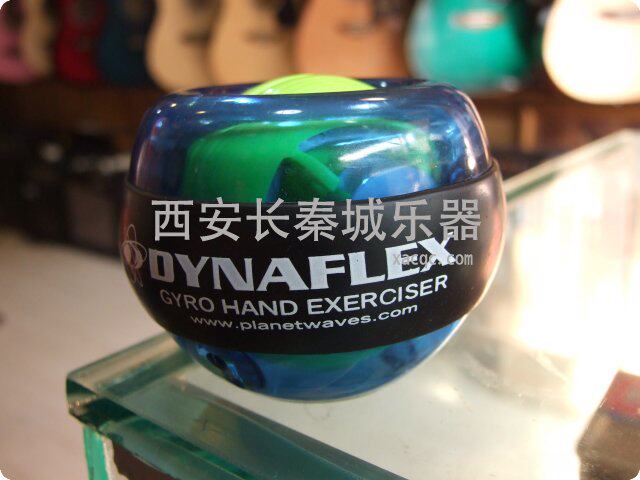 西安长秦城乐器
xacqc.com
DYNAFLEX
GYRO HAND EXERCISER
www.planetwaves.com